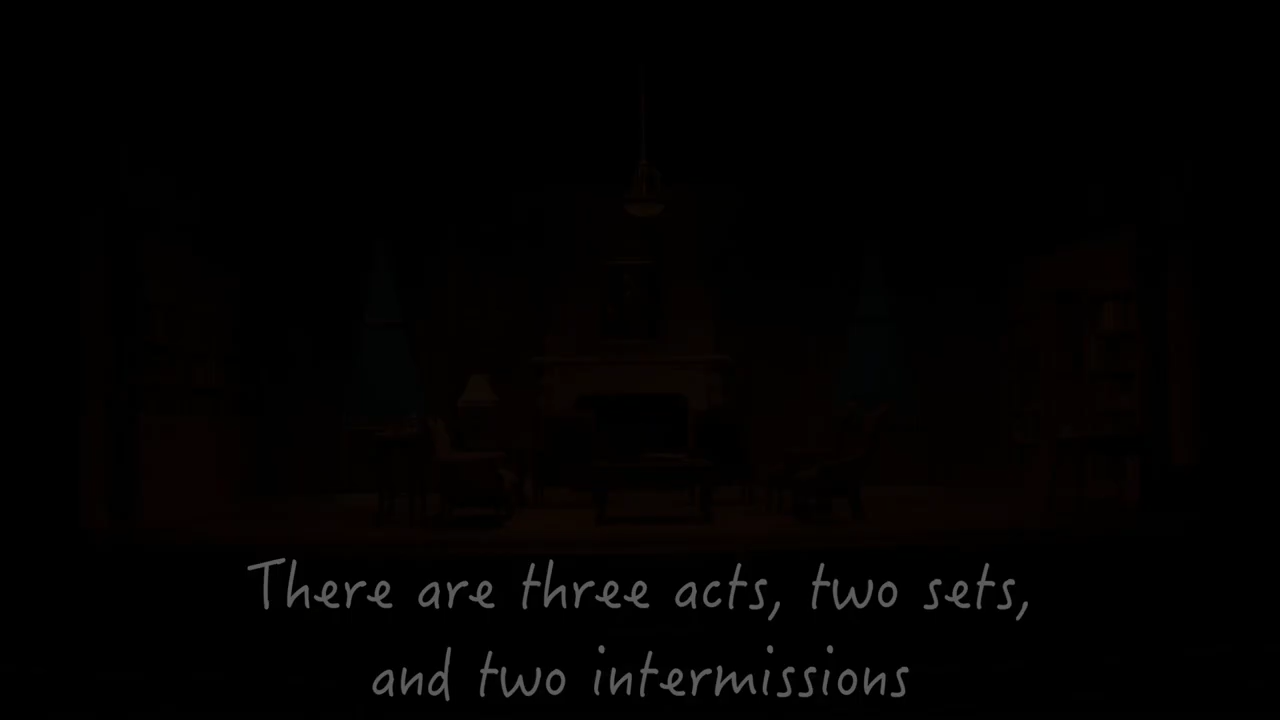 There are three acts, two sets,
and two intermissions